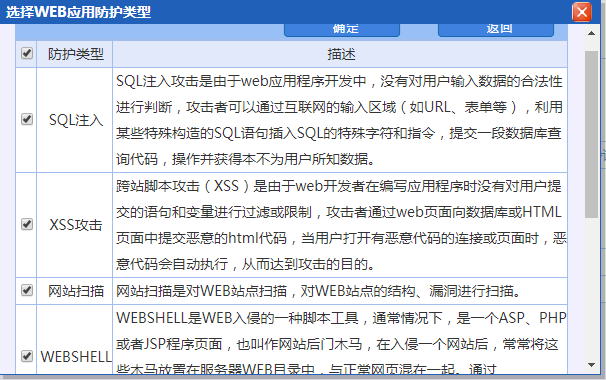 选择WEB应用防护类型
确定 返回
防护类型 描述
SQL注入
SQL注入攻击是由于web应用程序开发中，没有对用户输入数据的合法性
进行判断，攻击者可以通过互联网的输入区域（如URL、表单等），利用
某些特殊构造的SQL语句插入SQL的特殊字符和指令，提交一段数据库查
询代码，操作并获得本不为用户所知数据。
XSS攻击
跨站脚本攻击（XSS）是由于web开发者在编写应用程序时没有对用户提
交的语句和变量进行过滤或限制，攻击者通过web页面向数据库或HTML
页面中提交恶意的html代码，当用户打开有恶意代码的连接或页面时，恶
意代码会自动执行，从而达到攻击的目的。
网站扫描 网站扫描是对WEB站点扫描，对WEB站点的结构、漏洞进行扫描。
WEBSHELL
WEBSHELL是WEB入侵的一种脚本工具，通常情况下，是一个ASP、PHP
或者JSP程序页面，也叫作网站后门木马，在入侵一个网站后，常常将这
些木马放置在服务器WEB目录中，与正常网页混在一起。通过